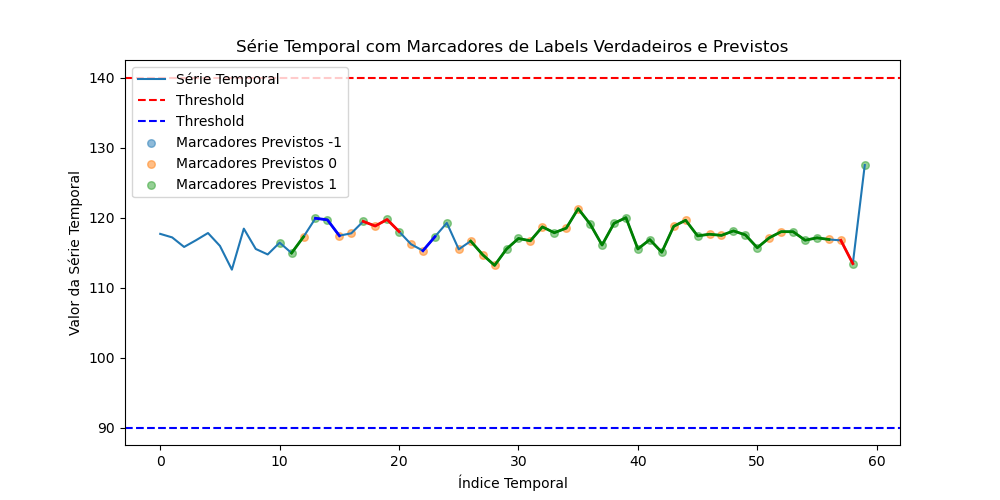 Série Temporal com Marcadores de Labels Verdadeiros e Previstos
Valor da Série Temporal
140
130
120
110
100
90
Série Temporal
Threshold
Threshold
Marcadores Previstos -1
Marcadores Previstos 0
Marcadores Previstos 1
0 10 20 30 40 50 60
Índice Temporal